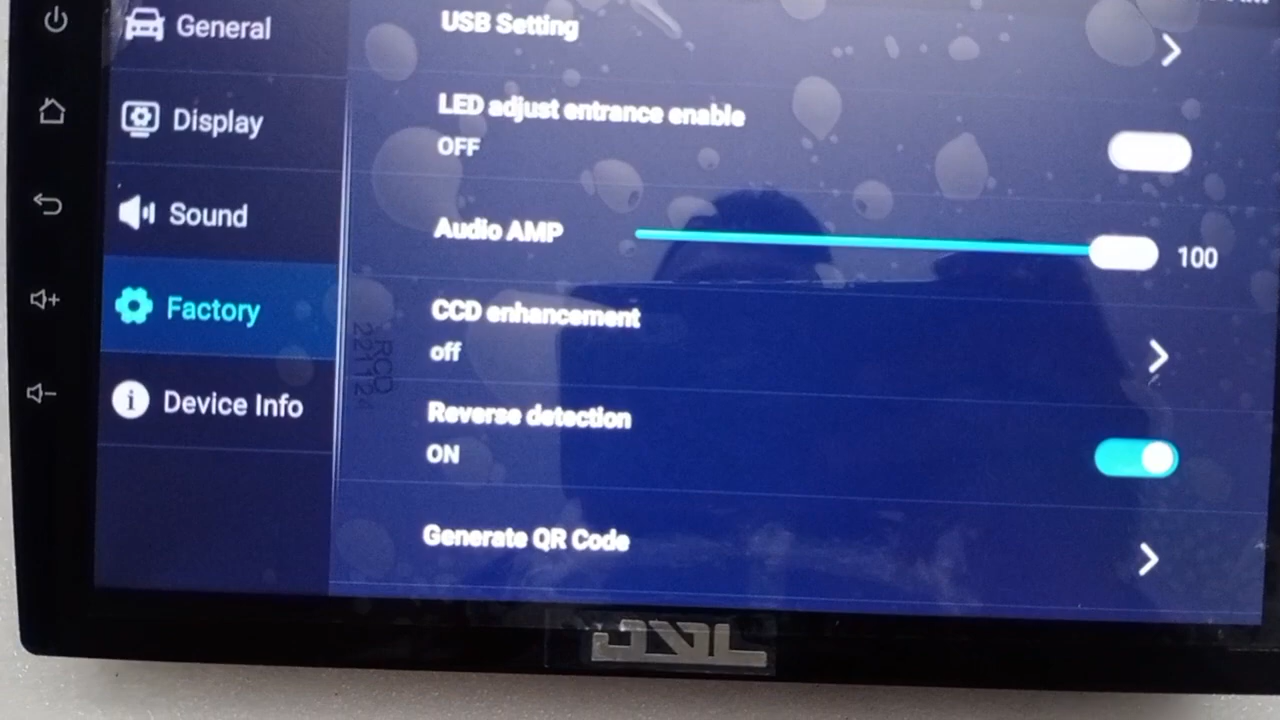 General
Display
Sound
Factory
Device Info
USB Setting
LED adjust entrance enable
OFF
Audio AMP
100
CCD enhancement
off
Reverse detection
ON
Generate QR Code
221124